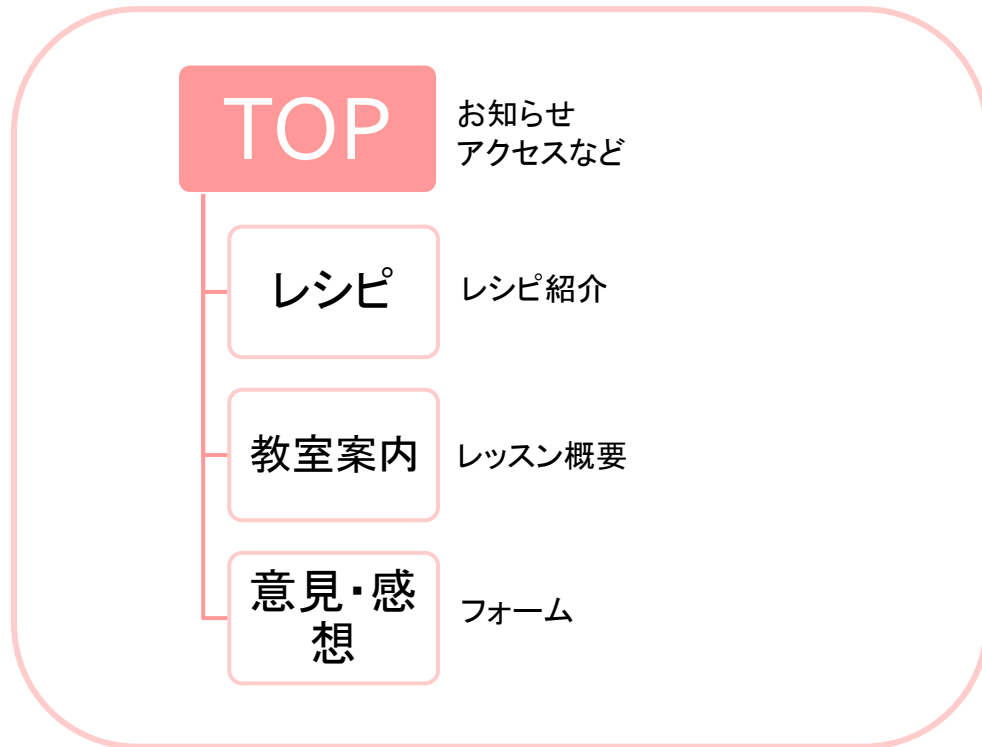 TOP
お知らせ
アクセスなど
レシピ
レシピ紹介
教室案内
レッスン概要
意見・感
想
フォーム